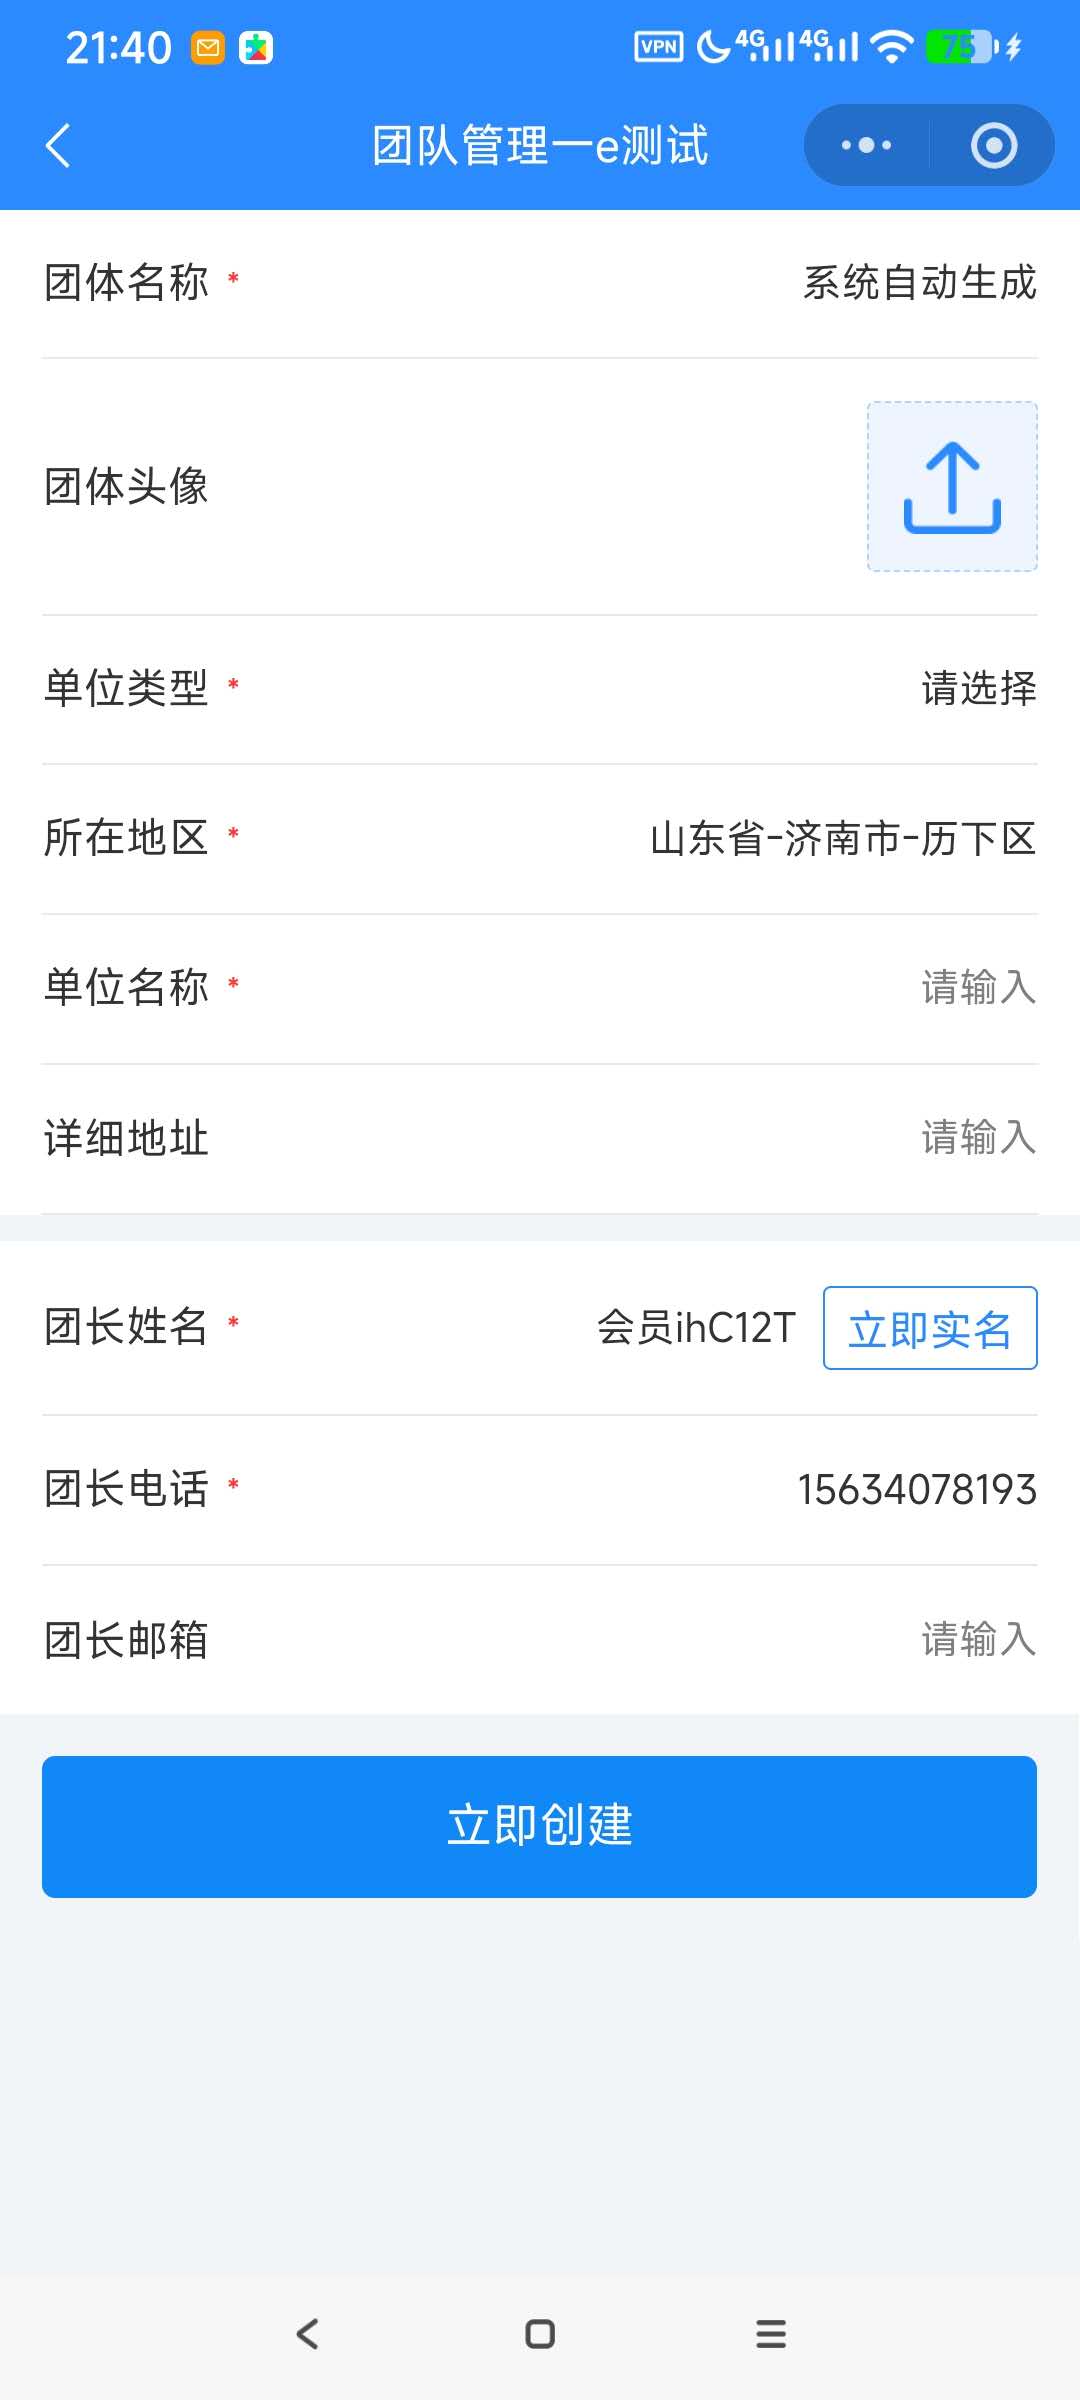 21:40
VPN 4G 4G 75
团队管理一e测试
团体名称 * 系统自动生成
团体头像
单位类型 * 请选择
所在地区 * 山东省-济南市-历下区
单位名称 * 请输入
详细地址 请输入
团长姓名 * 会员ihC12T 立即实名
团长电话 * 15634078193
团长邮箱 请输入
立即创建